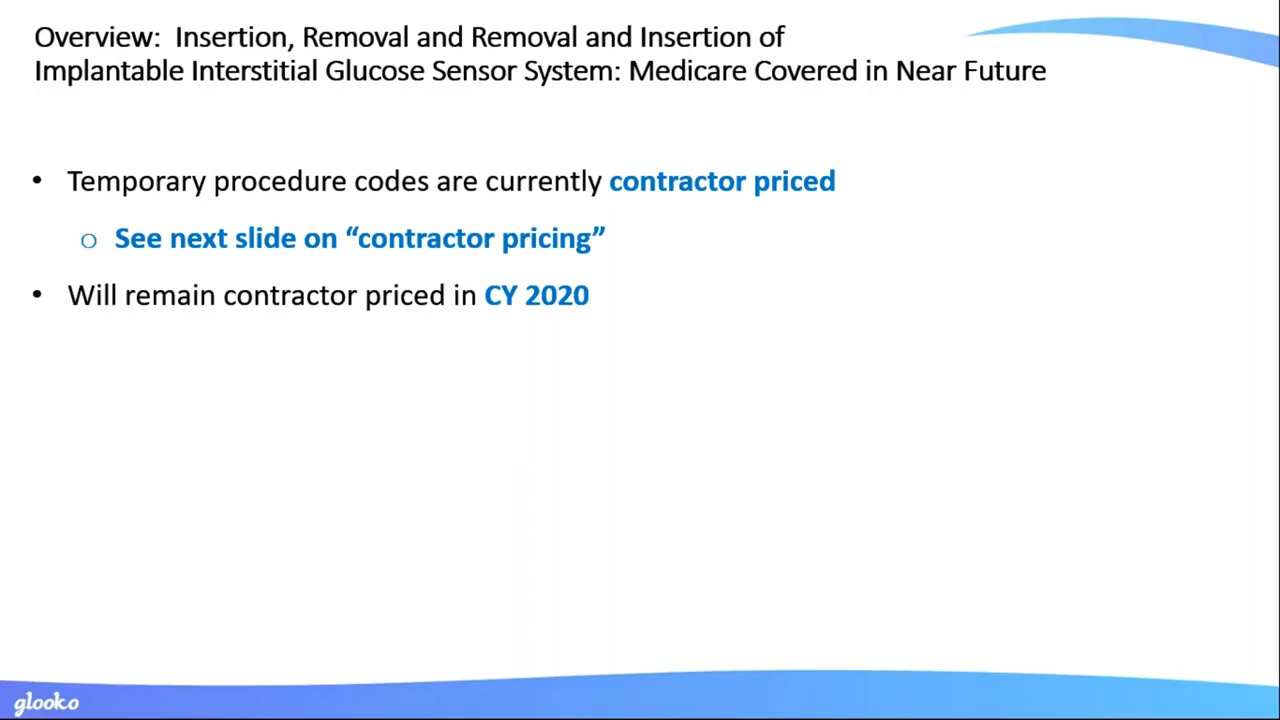 Overview: Insertion, Removal and Removal and Insertion of
Implantable Interstitial Glucose Sensor System: Medicare Covered in Near Future
• Temporary procedure codes are currently contractor priced
o See next slide on “contractor pricing”
• Will remain contractor priced in CY 2020
glooko